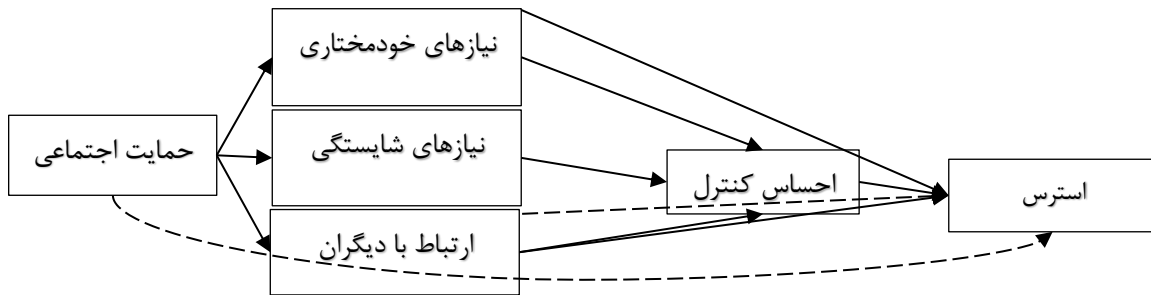 نیازهای خودمختاری
حمایت اجتماعی
نیازهای شایستگی
احساس کنترل
استرس
ارتباط با دیگران